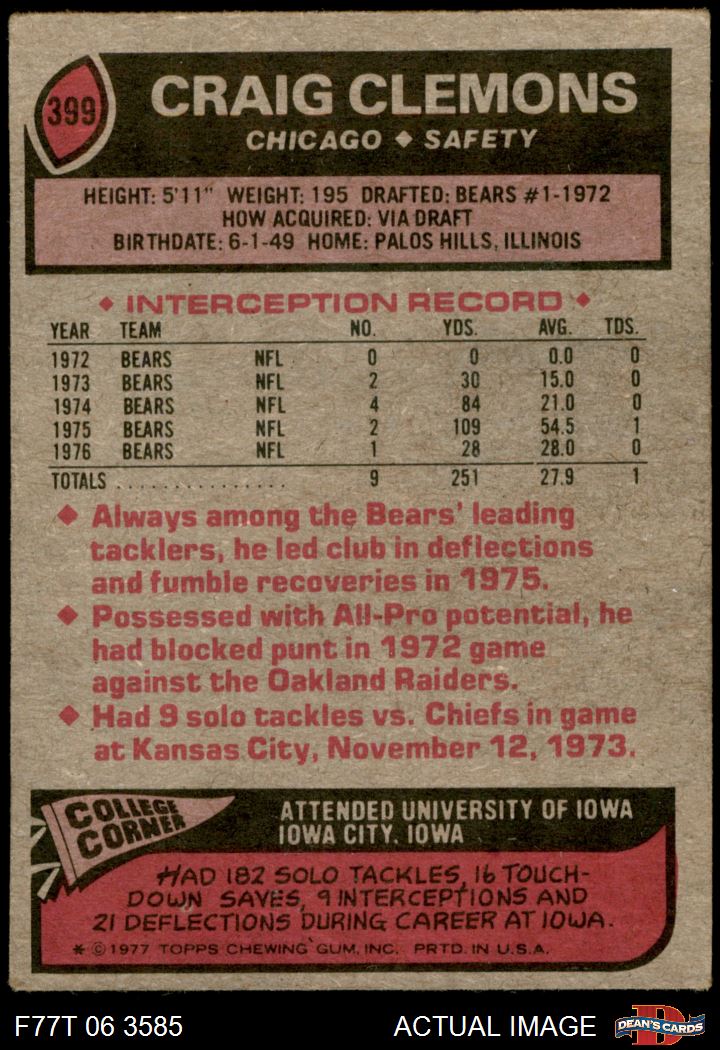 399
CRAIG CLEMONS
CHICAGO ◆ SAFETY
HEIGHT: 5'11" WEIGHT: 195 DRAFTED: BEARS #1-1972
HOW ACQUIRED: VIA DRAFT
BIRTHDATE: 6-1-49 HOME: PALOS HILLS, ILLINOIS
◆ INTERCEPTION RECORD ◆
YEAR TEAM NO. YDS. AVG. TDS.
1972 BEARS NFL 0 0 0.0 0
1973 BEARS NFL 2 30 15.0 0
1974 BEARS NFL 4 84 21.0 0
1975 BEARS NFL 2 109 54.5 1
1976 BEARS NFL 1 28 28.0 0
TOTALS . . . . . . . . . . . . . . . 9 251 27.9 1
◆ Always among the Bears' leading
tacklers, he led club in deflections
and fumble recoveries in 1975.
◆ Possessed with All-Pro potential, he
had blocked punt in 1972 game
against the Oakland Raiders.
◆ Had 9 solo tackles vs. Chiefs in game
at Kansas City, November 12, 1973.
COLLEGE
CORNER
ATTENDED UNIVERSITY OF IOWA
IOWA CITY, IOWA
HAD 182 SOLO TACKLES, 16 TOUCH-
DOWN SAVES, 9 INTERCEPTIONS AND
21 DEFLECTIONS DURING CAREER AT IOWA.
* © 1977 TOPPS CHEWING GUM, INC. PRTD. IN U.S.A.
F77T 06 3585 ACTUAL IMAGE
D
DEAN'S CARDS